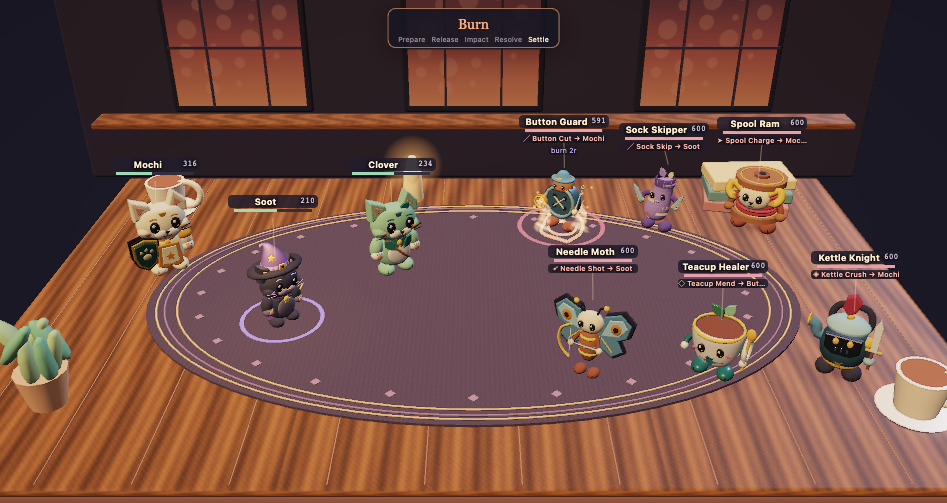 Burn
Prepare Release Impact Resolve Settle
Mochi 316
Soot 210
Clover 234
Button Guard 591
Button Cut → Mochi
burn 2r
Sock Skipper 600
Sock Skip → Soot
Spool Ram 600
Spool Charge → Moc...
Needle Moth 600
Needle Shot → Soot
Teacup Healer 600
Teacup Mend → But...
Kettle Knight 600
Kettle Crush → Mochi